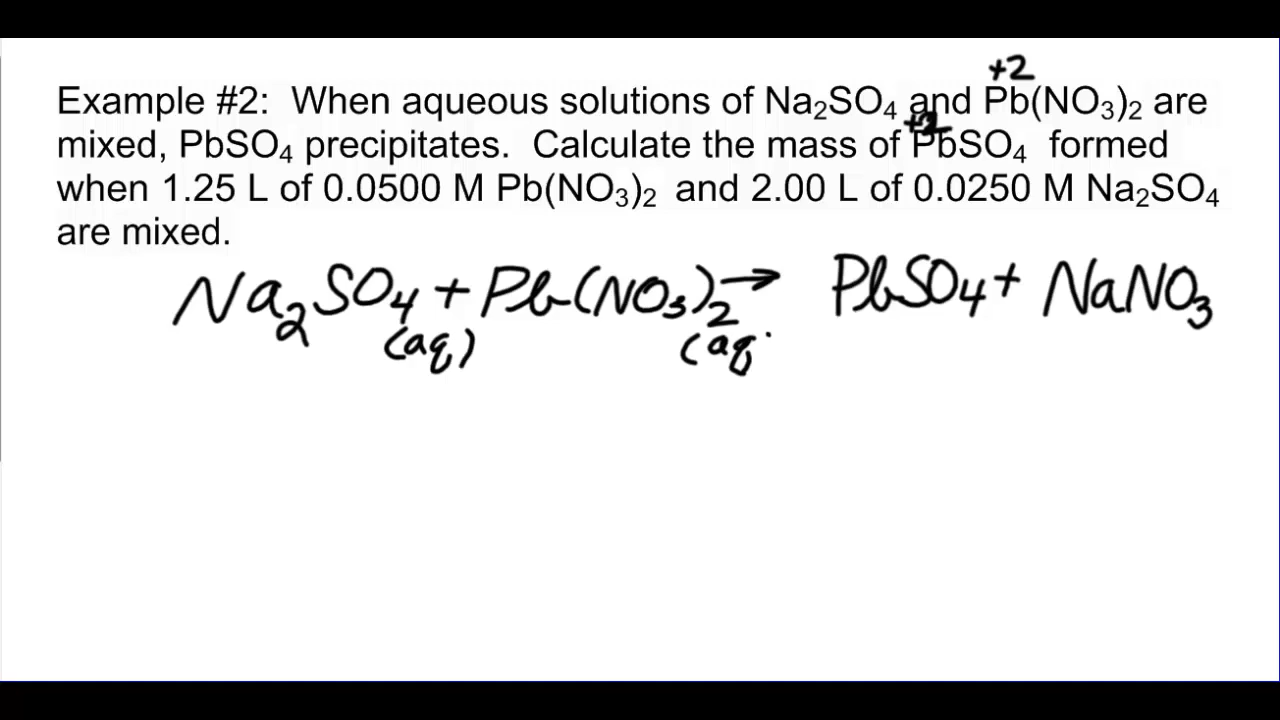 +2
Example #2: When aqueous solutions of Na₂SO₄ and Pb(NO₃)₂ are
+2
mixed, PbSO₄ precipitates. Calculate the mass of PbSO₄ formed
when 1.25 L of 0.0500 M Pb(NO₃)₂ and 2.00 L of 0.0250 M Na₂SO₄
are mixed.
Na₂SO₄ + Pb(NO₃)₂ → PbSO₄ + NaNO₃
(aq) (aq